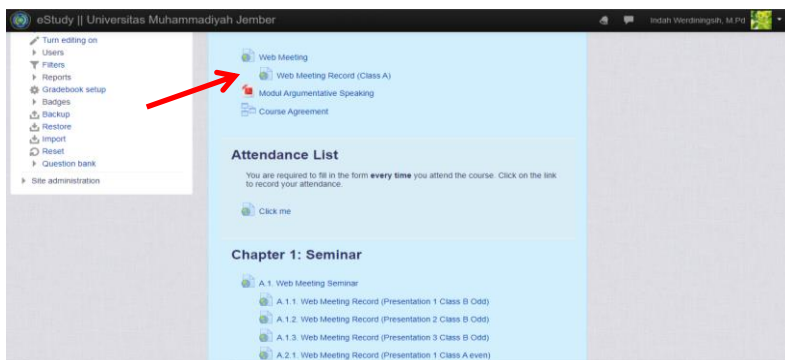 eStudy || Universitas Muhammadiyah Jember
Indah Werdiningsih, M.Pd
Turn editing on
Users
Filters
Reports
Gradebook setup
Badges
Backup
Restore
Import
Reset
Question bank
Site administration
Web Meeting
Web Meeting Record (Class A)
Modul Argumentative Speaking
Course Agreement
Attendance List
You are required to fill in the form every time you attend the course. Click on the link
to record your attendance.
Click me
Chapter 1: Seminar
A.1. Web Meeting Seminar
A.1.1. Web Meeting Record (Presentation 1 Class B Odd)
A.1.2. Web Meeting Record (Presentation 2 Class B Odd)
A.1.3. Web Meeting Record (Presentation 3 Class B Odd)
A.2.1. Web Meeting Record (Presentation 1 Class A even)